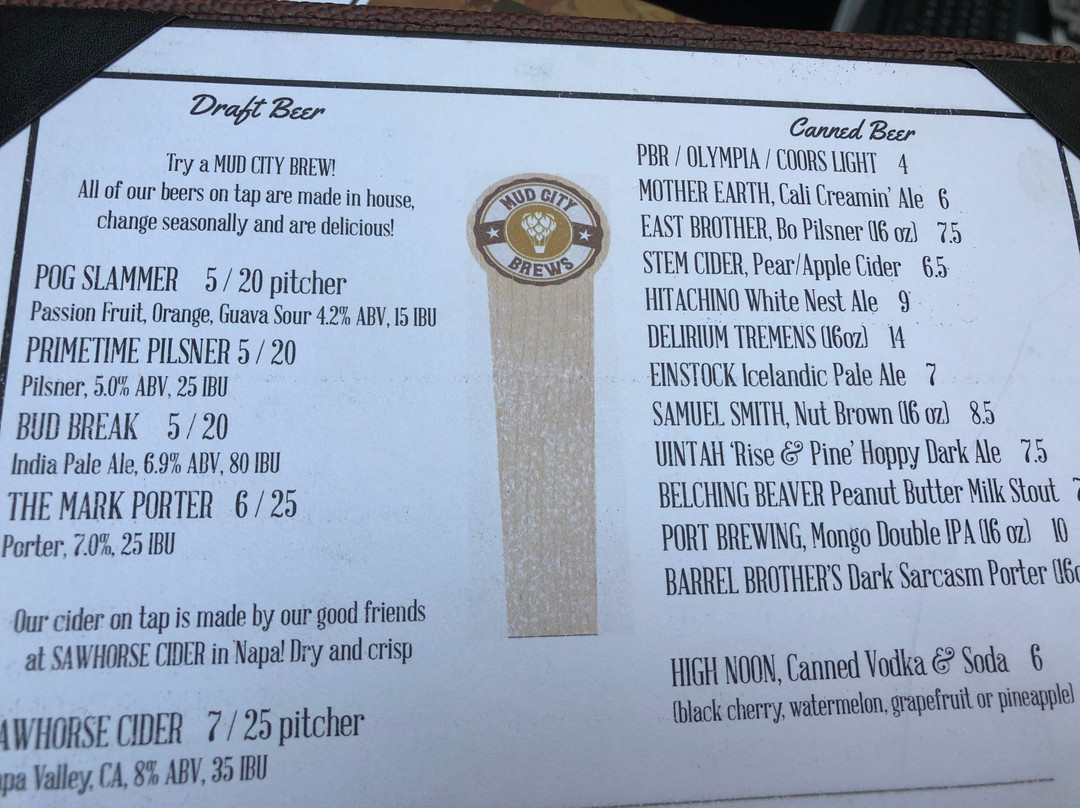 Draft Beer
Try a MUD CITY BREW!
All of our beers on tap are made in house,
change seasonally and are delicious!
POG SLAMMER 5 / 20 pitcher
Passion Fruit, Orange, Guava Sour 4.2% ABV, 15 IBU
PRIMETIME PILSNER 5 / 20
Pilsner, 5.0% ABV, 25 IBU
BUD BREAK 5 / 20
India Pale Ale, 6.9% ABV, 80 IBU
THE MARK PORTER 6 / 25
Porter, 7.0%, 25 IBU
Our cider on tap is made by our good friends
at SAWHORSE CIDER in Napa! Dry and crisp
AWHORSE CIDER 7 / 25 pitcher
pa Valley, CA, 8% ABV, 35 IBU
MUD CITY
BREWS
Canned Beer
PBR / OLYMPIA / COORS LIGHT 4
MOTHER EARTH, Cali Creamin' Ale 6
EAST BROTHER, Bo Pilsner (16 oz) 7.5
STEM CIDER, Pear/Apple Cider 6.5
HITACHINO White Nest Ale 9
DELIRIUM TREMENS (16oz) 14
EINSTOCK Icelandic Pale Ale 7
SAMUEL SMITH, Nut Brown (16 oz) 8.5
UINTAH 'Rise & Pine' Hoppy Dark Ale 7.5
BELCHING BEAVER Peanut Butter Milk Stout 7
PORT BREWING, Mongo Double IPA (16 oz) 10
BARREL BROTHER'S Dark Sarcasm Porter (16o
HIGH NOON, Canned Vodka & Soda 6
(black cherry, watermelon, grapefruit or pineapple)